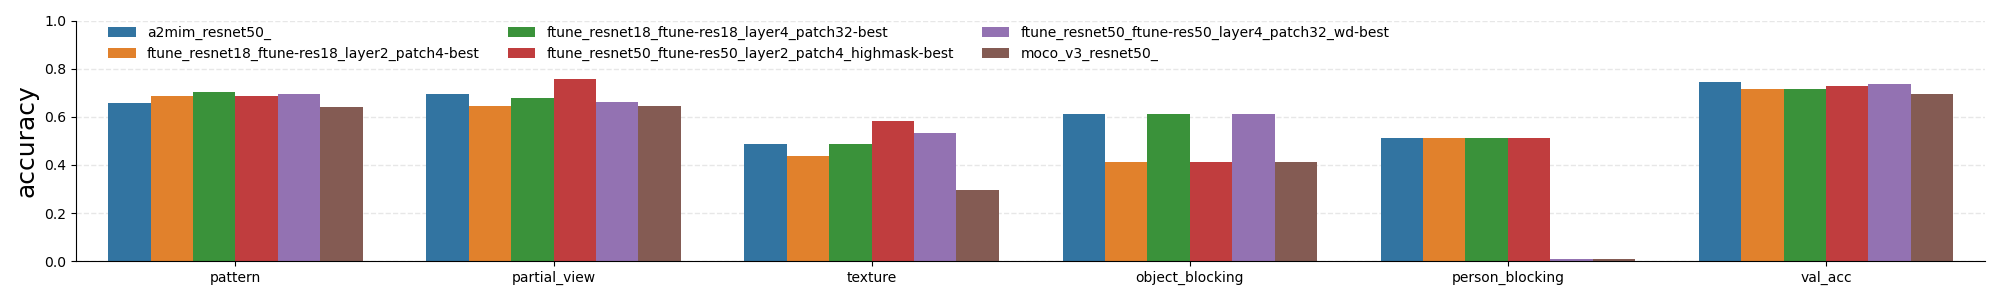 1.0
0.8
0.6
0.4
0.2
0.0
accuracy
a2mim_resnet50_
ftune_resnet18_ftune-res18_layer2_patch4-best
ftune_resnet18_ftune-res18_layer4_patch32-best
ftune_resnet50_ftune-res50_layer2_patch4_highmask-best
ftune_resnet50_ftune-res50_layer4_patch32_wd-best
moco_v3_resnet50_
pattern
partial_view
texture
object_blocking
person_blocking
val_acc